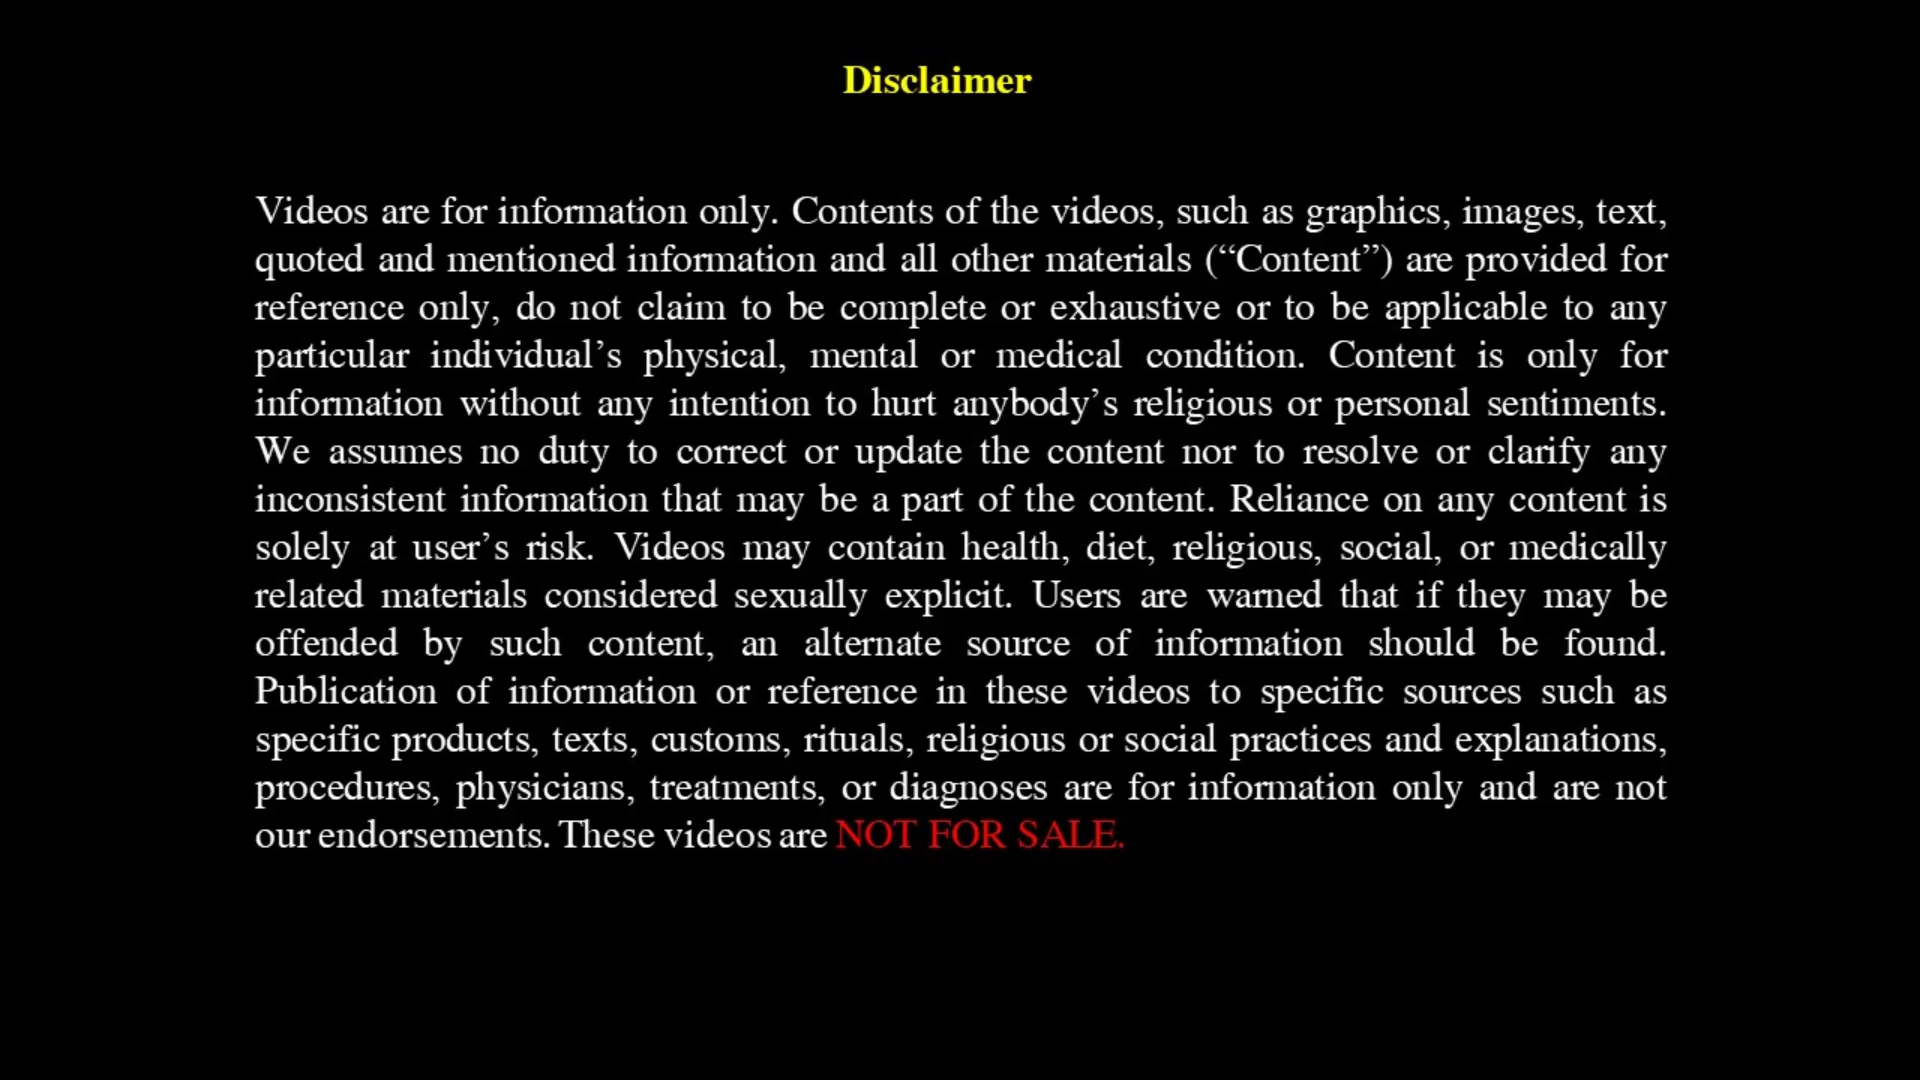 Disclaimer
Videos are for information only. Contents of the videos, such as graphics, images, text,
quoted and mentioned information and all other materials (“Content”) are provided for
reference only, do not claim to be complete or exhaustive or to be applicable to any
particular individual’s physical, mental or medical condition. Content is only for
information without any intention to hurt anybody’s religious or personal sentiments.
We assumes no duty to correct or update the content nor to resolve or clarify any
inconsistent information that may be a part of the content. Reliance on any content is
solely at user’s risk. Videos may contain health, diet, religious, social, or medically
related materials considered sexually explicit. Users are warned that if they may be
offended by such content, an alternate source of information should be found.
Publication of information or reference in these videos to specific sources such as
specific products, texts, customs, rituals, religious or social practices and explanations,
procedures, physicians, treatments, or diagnoses are for information only and are not
our endorsements. These videos are NOT FOR SALE.